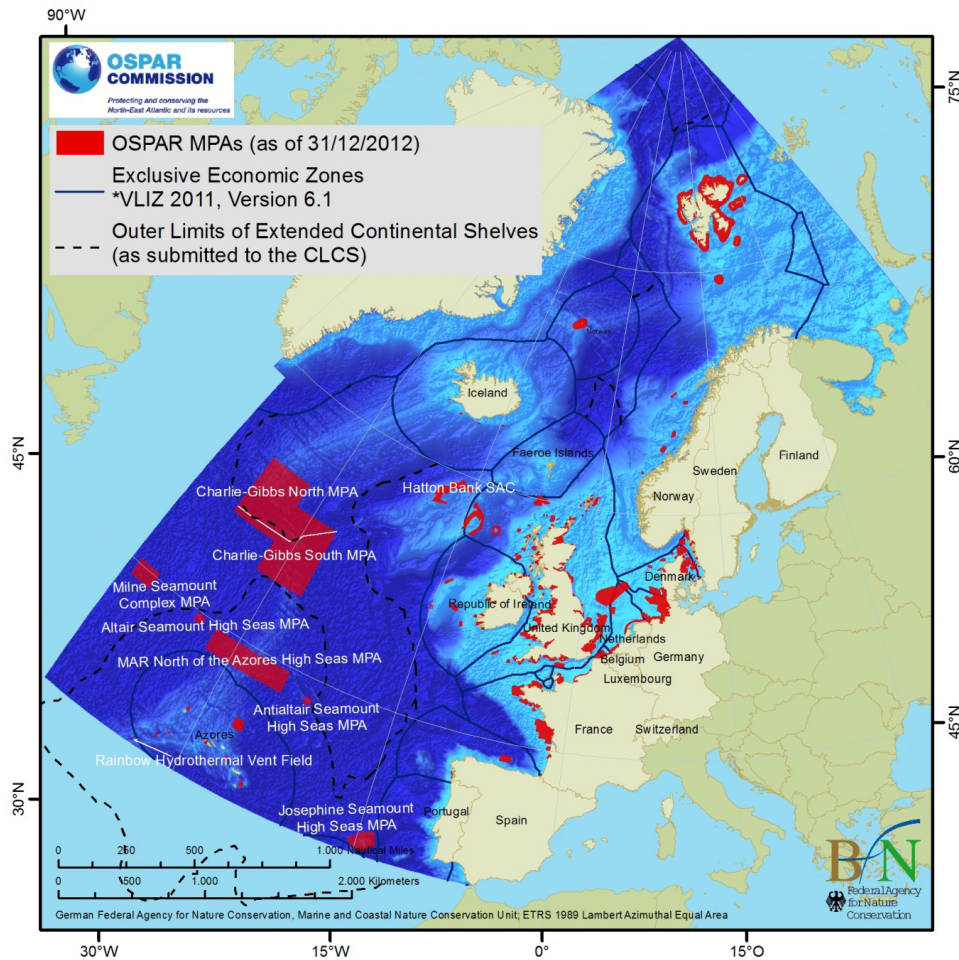 90°W
OSPAR
COMMISSION
Protecting and conserving the
North-East Atlantic and its resources
OSPAR MPAs (as of 31/12/2012)
Exclusive Economic Zones
*VLIZ 2011, Version 6.1
Outer Limits of Extended Continental Shelves
(as submitted to the CLCS)
75°N
Norway
Iceland
Faeroe Islands
Finland
Sweden
Norway
45°N
60°N
Hatton Bank SAC
Charlie-Gibbs North MPA
Charlie-Gibbs South MPA
Milne Seamount
Complex MPA
Altair Seamount High Seas MPA
MAR North of the Azores High Seas MPA
Antialtair Seamount
High Seas MPA
Azores
Rainbow Hydrothermal Vent Field
Josephine Seamount
High Seas MPA
Denmark
Republic of Ireland
United Kingdom
Netherlands
Belgium
Germany
Luxembourg
France
Switzerland
45°N
30°N
Portugal
Spain
0 250 500 1.000 Nautical Miles
0 500 1.000 2.000 Kilometers
BfN
Federal Agency
for Nature
Conservation
German Federal Agency for Nature Conservation, Marine and Coastal Nature Conservation Unit; ETRS 1989 Lambert Azimuthal Equal Area
30°W
15°W
0°
15°O